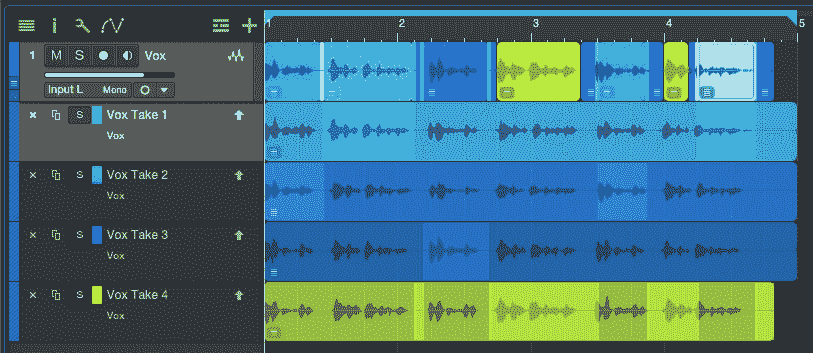 1 2 3 4 5
1 M S Vox
Input L Mono
S Vox Take 1
Vox
S Vox Take 2
Vox
S Vox Take 3
Vox
S Vox Take 4
Vox